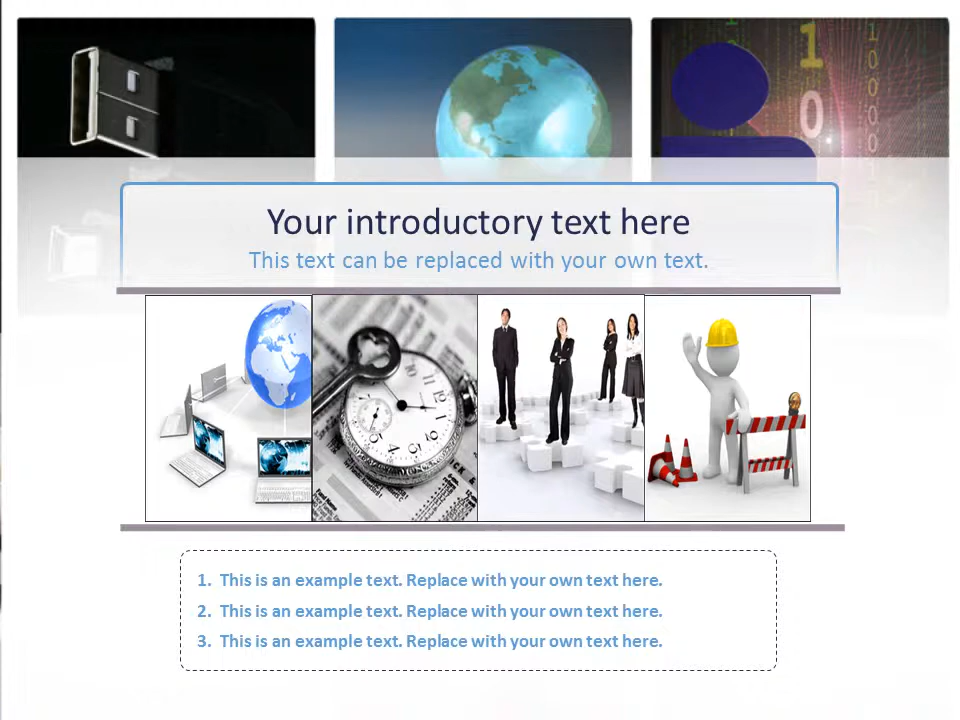 1
0
Your introductory text here
This text can be replaced with your own text.
1. This is an example text. Replace with your own text here.
2. This is an example text. Replace with your own text here.
3. This is an example text. Replace with your own text here.